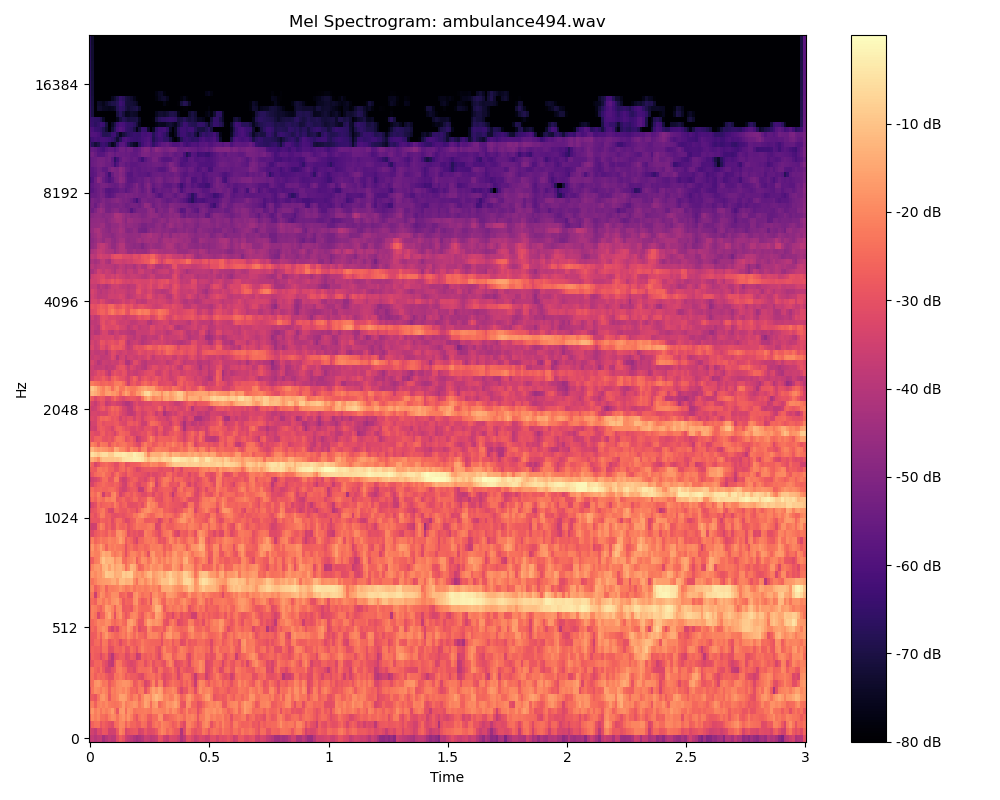 Mel Spectrogram: ambulance494.wav
16384
8192
4096
2048
1024
512
0
Hz
0
0.5
1
1.5
2
2.5
3
Time
-10 dB
-20 dB
-30 dB
-40 dB
-50 dB
-60 dB
-70 dB
-80 dB